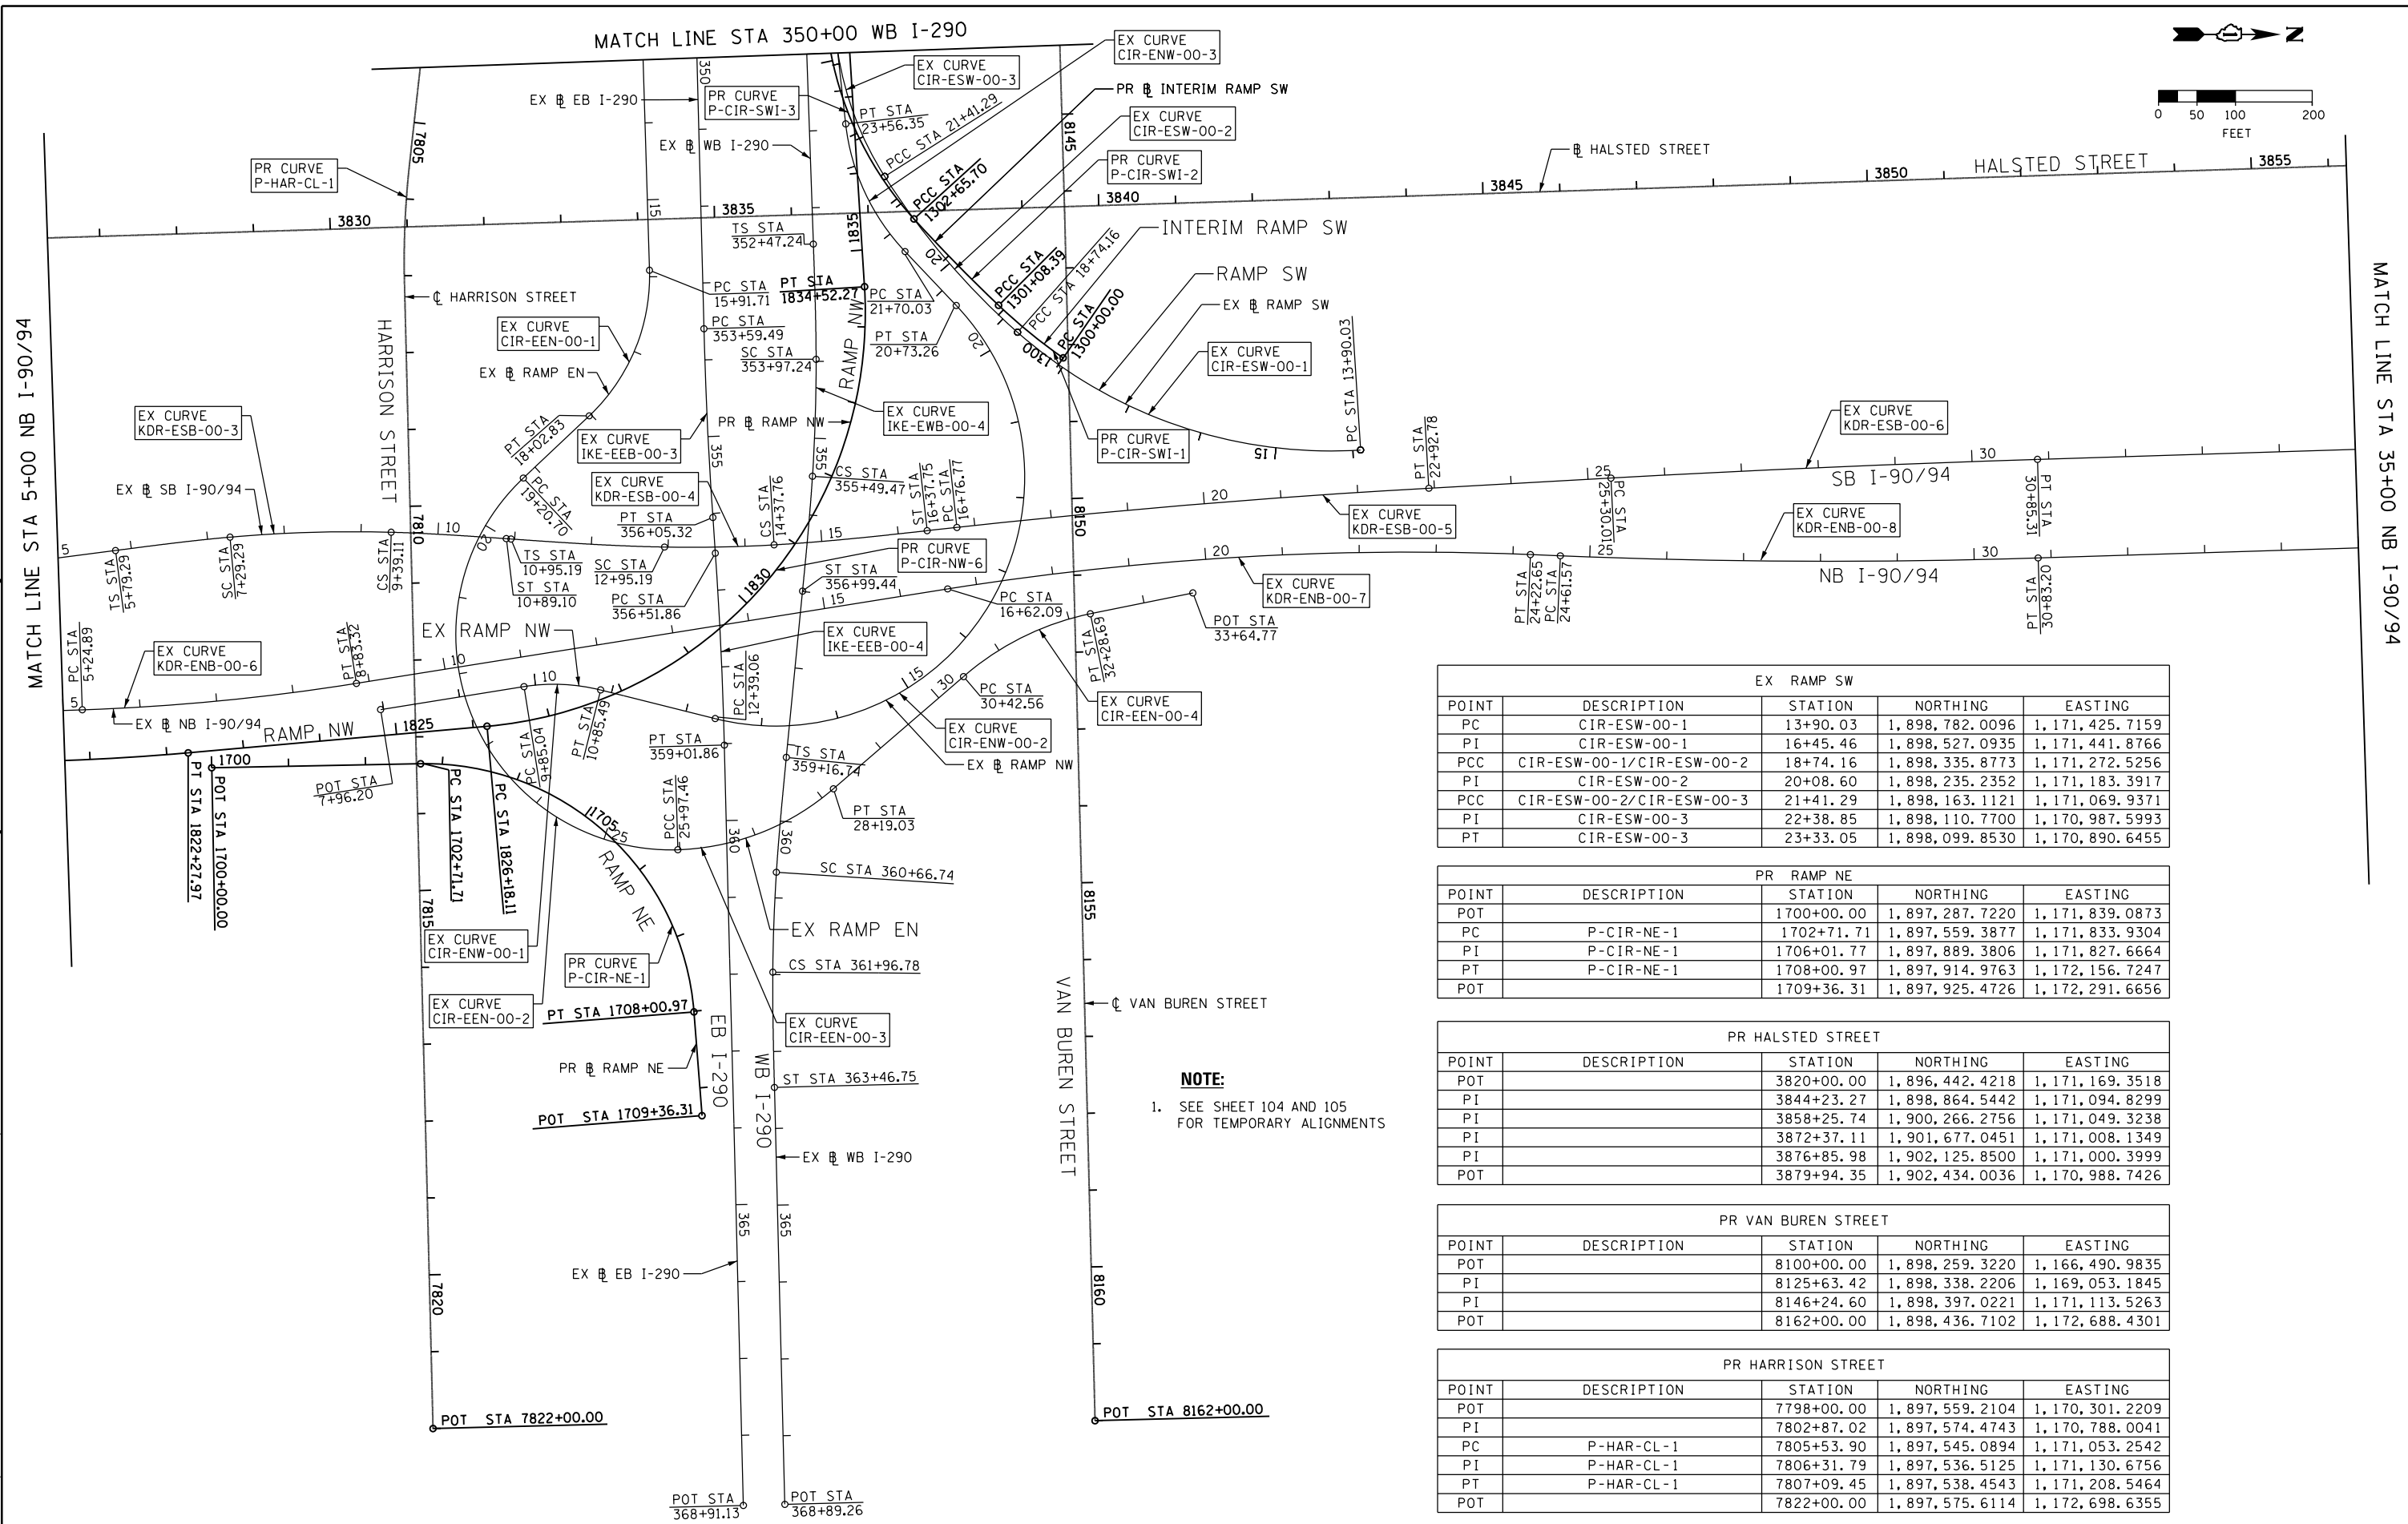 MATCH LINE STA 350+00 WB I-290
N
0 50 100 200
FEET
MATCH LINE STA 5+00 NB I-90/94
MATCH LINE STA 35+00 NB I-90/94
EX CURVE
CIR-ENW-00-3
EX CURVE
CIR-ESW-00-3
PR CURVE
P-CIR-SWI-3
EX ⅊ EB I-290
EX ⅊ WB I-290
PR ⅊ INTERIM RAMP SW
EX CURVE
CIR-ESW-00-2
PR CURVE
P-CIR-SWI-2
PR CURVE
P-HAR-CL-1
350
7805
8145
15
PT STA
23+56.35
PCC STA 21+41.29
PCC STA
1302+65.70
⅊ HALSTED STREET
HALSTED STREET
3830
3835
3840
3845
3850
3855
1835
TS STA
352+47.24
INTERIM RAMP SW
RAMP SW
EX ⅊ RAMP SW
EX CURVE
CIR-ESW-00-1
PCC STA
1301+08.39
PCC STA 18+74.16
PC STA
1300+00.00
1300
PC STA 13+90.03
15
PR CURVE
P-CIR-SWI-1
℄ HARRISON STREET
HARRISON STREET
PC STA
15+91.71
PT STA
1834+52.27
PC STA
21+70.03
PC STA
353+59.49
PT STA
20+73.26
20
20
SC STA
353+97.24
RAMP NW
EX CURVE
CIR-EEN-00-1
EX ⅊ RAMP EN
EX CURVE
KDR-ESB-00-3
PT STA
18+02.83
EX CURVE
IKE-EEB-00-3
PR ⅊ RAMP NW
EX CURVE
IKE-EWB-00-4
355
355
PT STA
22+92.78
EX CURVE
KDR-ESB-00-6
EX ⅊ SB I-90/94
PC STA
19+20.70
EX CURVE
KDR-ESB-00-4
CS STA
355+49.47
CS STA
14+37.76
ST STA
16+37.75
PC STA
16+76.77
PT STA
356+05.32
EX CURVE
KDR-ESB-00-5
SB I-90/94
PC STA
25+30.01
PT STA
30+85.31
EX CURVE
KDR-ENB-00-8
5
10
15
20
25
30
7810
8150
20
TS STA
5+79.29
SC STA
7+29.29
CS STA
9+39.11
TS STA
10+95.19
ST STA
10+89.10
SC STA
12+95.19
PC STA
356+51.86
1830
PR CURVE
P-CIR-NW-6
ST STA
356+99.44
15
20
25
30
PC STA
16+62.09
EX CURVE
KDR-ENB-00-7
PT STA
24+22.65
PC STA
24+61.57
NB I-90/94
PT STA
30+83.20
PC STA
5+24.89
EX CURVE
KDR-ENB-00-6
PT STA
8+83.32
EX RAMP NW
10
10
EX CURVE
IKE-EEB-00-4
PC STA
12+39.06
POT STA
33+64.77
PT STA
32+28.69
15
30
PC STA
30+42.56
EX CURVE
CIR-EEN-00-4
5
EX ⅊ NB I-90/94
RAMP NW
1825
1700
PC STA
9+85.04
PT STA
10+85.49
PT STA
359+01.86
EX CURVE
CIR-ENW-00-2
EX ⅊ RAMP NW
TS STA
359+16.74
POT STA
7+96.20
PT STA 1822+27.97
POT STA 1700+00.00
PC STA 1702+71.71
PC STA 1826+18.11
1705
25
PCC STA
25+97.46
PT STA
28+19.03
360
360
SC STA 360+66.74
RAMP NE
7815
8155
EX CURVE
CIR-ENW-00-1
EX RAMP EN
PR CURVE
P-CIR-NE-1
CS STA 361+96.78
EX CURVE
CIR-EEN-00-2
PT STA 1708+00.97
EX CURVE
CIR-EEN-00-3
℄ VAN BUREN STREET
VAN BUREN STREET
EB I-290
WB I-290
PR ⅊ RAMP NE
ST STA 363+46.75
POT STA 1709+36.31
EX ⅊ WB I-290
365
365
EX ⅊ EB I-290
7820
8160
POT STA 7822+00.00
POT STA 8162+00.00
POT STA
368+91.13
POT STA
368+89.26
NOTE:
1. SEE SHEET 104 AND 105
FOR TEMPORARY ALIGNMENTS
EX RAMP SW
POINT DESCRIPTION STATION NORTHING EASTING
PC CIR-ESW-00-1 13+90.03 1,898,782.0096 1,171,425.7159
PI CIR-ESW-00-1 16+45.46 1,898,527.0935 1,171,441.8766
PCC CIR-ESW-00-1/CIR-ESW-00-2 18+74.16 1,898,335.8773 1,171,272.5256
PI CIR-ESW-00-2 20+08.60 1,898,235.2352 1,171,183.3917
PCC CIR-ESW-00-2/CIR-ESW-00-3 21+41.29 1,898,163.1121 1,171,069.9371
PI CIR-ESW-00-3 22+38.85 1,898,110.7700 1,170,987.5993
PT CIR-ESW-00-3 23+33.05 1,898,099.8530 1,170,890.6455
PR RAMP NE
POINT DESCRIPTION STATION NORTHING EASTING
POT 1700+00.00 1,897,287.7220 1,171,839.0873
PC P-CIR-NE-1 1702+71.71 1,897,559.3877 1,171,833.9304
PI P-CIR-NE-1 1706+01.77 1,897,889.3806 1,171,827.6664
PT P-CIR-NE-1 1708+00.97 1,897,914.9763 1,172,156.7247
POT 1709+36.31 1,897,925.4726 1,172,291.6656
PR HALSTED STREET
POINT DESCRIPTION STATION NORTHING EASTING
POT 3820+00.00 1,896,442.4218 1,171,169.3518
PI 3844+23.27 1,898,864.5442 1,171,094.8299
PI 3858+25.74 1,900,266.2756 1,171,049.3238
PI 3872+37.11 1,901,677.0451 1,171,008.1349
PI 3876+85.98 1,902,125.8500 1,171,000.3999
POT 3879+94.35 1,902,434.0036 1,170,988.7426
PR VAN BUREN STREET
POINT DESCRIPTION STATION NORTHING EASTING
POT 8100+00.00 1,898,259.3220 1,166,490.9835
PI 8125+63.42 1,898,338.2206 1,169,053.1845
PI 8146+24.60 1,898,397.0221 1,171,113.5263
POT 8162+00.00 1,898,436.7102 1,172,688.4301
PR HARRISON STREET
POINT DESCRIPTION STATION NORTHING EASTING
POT 7798+00.00 1,897,559.2104 1,170,301.2209
PI 7802+87.02 1,897,574.4743 1,170,788.0041
PC P-HAR-CL-1 7805+53.90 1,897,545.0894 1,171,053.2542
PI P-HAR-CL-1 7806+31.79 1,897,536.5125 1,171,130.6756
PT P-HAR-CL-1 7807+09.45 1,897,538.4543 1,171,208.5464
POT 7822+00.00 1,897,575.6114 1,172,698.6355